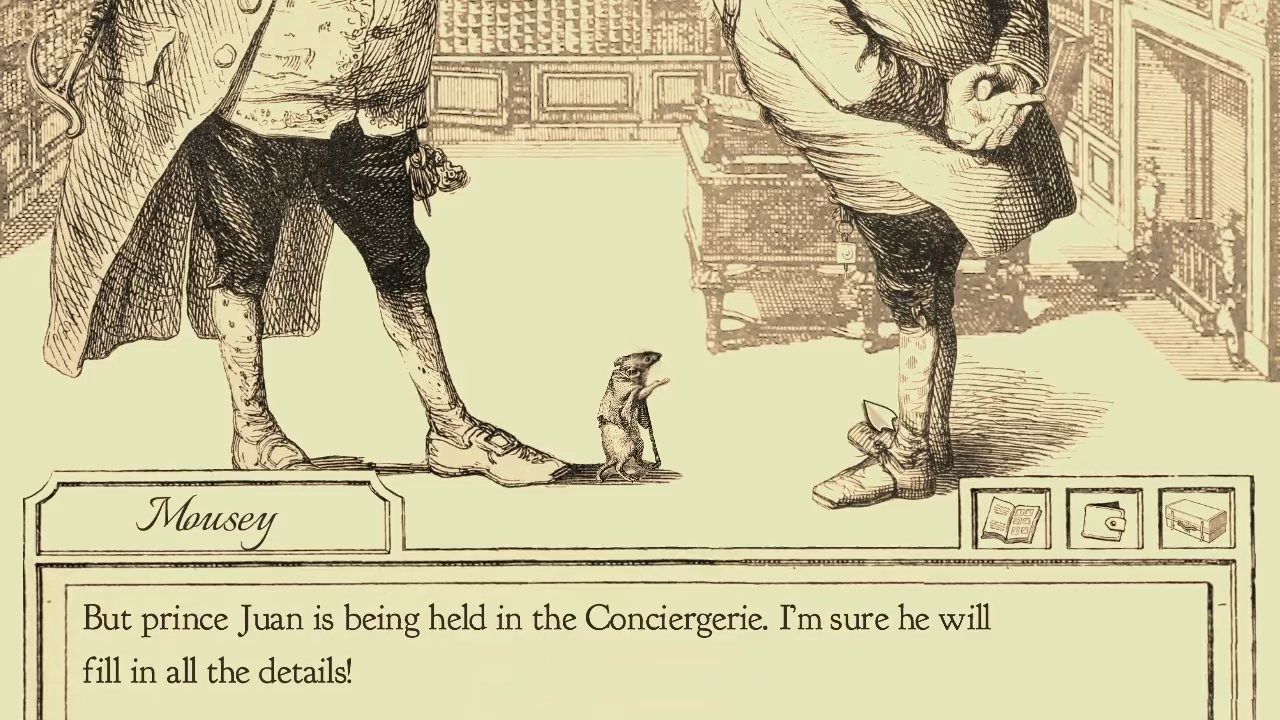 Mousey
But prince Juan is being held in the Conciergerie. I'm sure he will
fill in all the details!